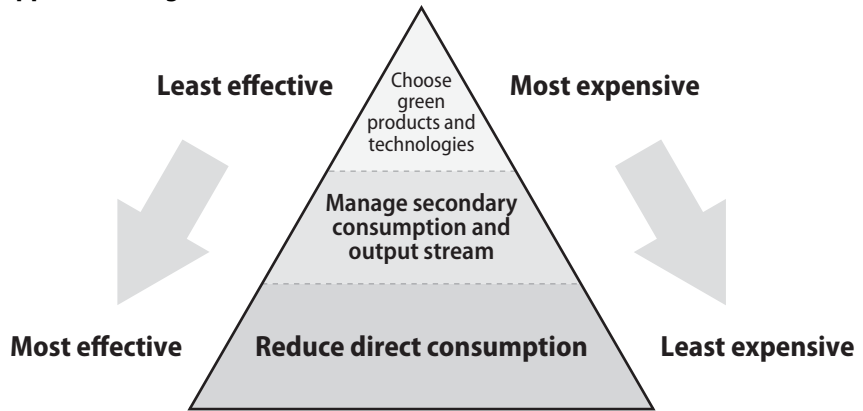 Least effective
Most expensive
Choose
green
products and
technologies
Manage secondary
consumption and
output stream
Most effective
Reduce direct consumption
Least expensive